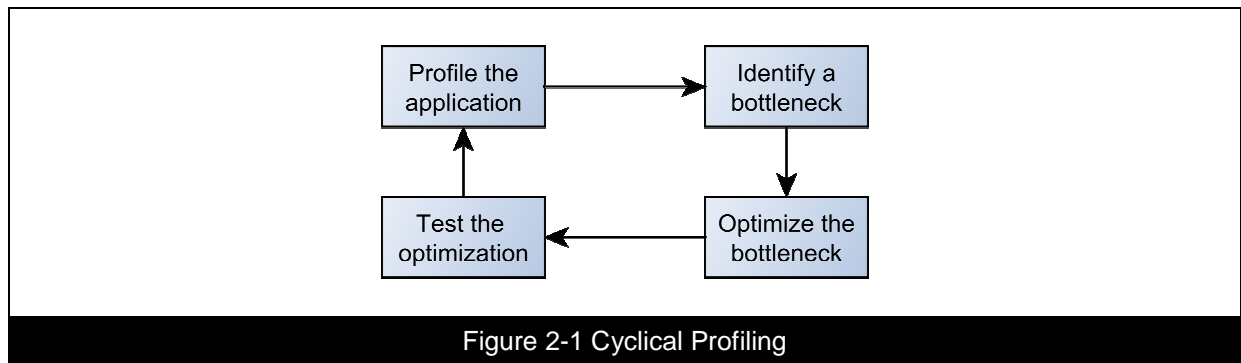 Profile the
application
Identify a
bottleneck
Test the
optimization
Optimize the
bottleneck
Figure 2-1 Cyclical Profiling